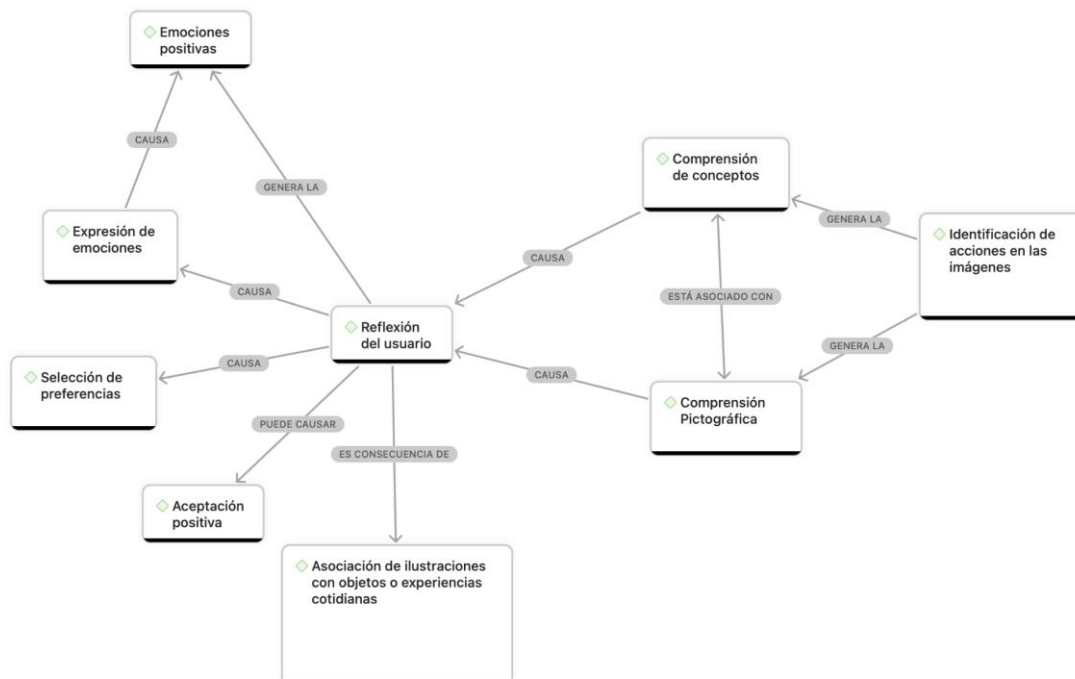 Emociones
positivas
CAUSA
GENERA LA
Comprensión
de conceptos
GENERA LA
Expresión de
emociones
Identificación de
acciones en las
imágenes
CAUSA
CAUSA
ESTÁ ASOCIADO CON
Reflexión
del usuario
GENERA LA
CAUSA
CAUSA
Selección de
preferencias
Comprensión
Pictográfica
PUEDE CAUSAR
ES CONSECUENCIA DE
Aceptación
positiva
Asociación de ilustraciones
con objetos o experiencias
cotidianas